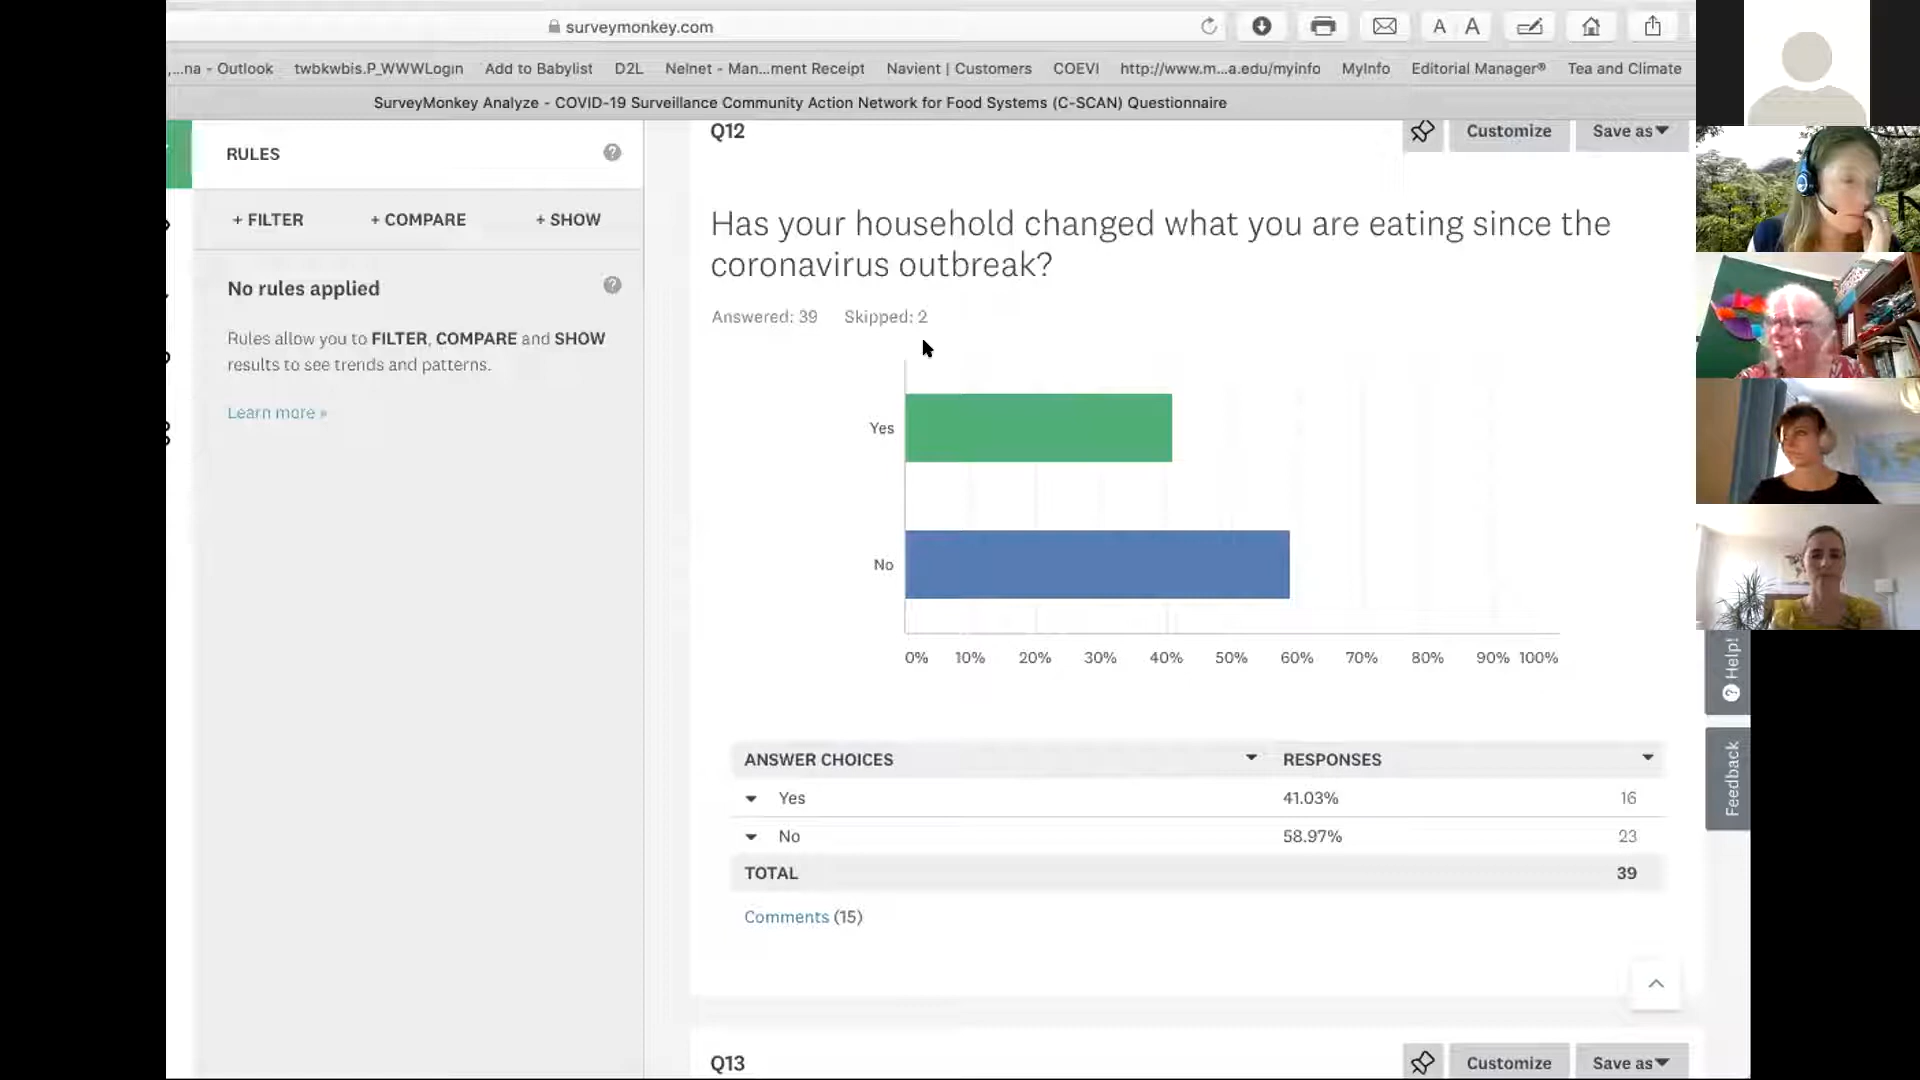 surveymonkey.com
A A
,...na - Outlook twbkwbis.P_WWWLogin Add to Babylist D2L Nelnet - Man...ment Receipt Navient | Customers COEVI http://www.m...a.edu/myinfo MyInfo Editorial Manager® Tea and Climate
SurveyMonkey Analyze - COVID-19 Surveillance Community Action Network for Food Systems (C-SCAN) Questionnaire
RULES
+ FILTER + COMPARE + SHOW
No rules applied
Rules allow you to FILTER, COMPARE and SHOW
results to see trends and patterns.
Learn more »
Q12 Customize Save as
Has your household changed what you are eating since the
coronavirus outbreak?
Answered: 39 Skipped: 2
Yes
No
0% 10% 20% 30% 40% 50% 60% 70% 80% 90% 100%
ANSWER CHOICES RESPONSES
Yes 41.03% 16
No 58.97% 23
TOTAL 39
Comments (15)
Q13 Customize Save as
Help!
Feedback